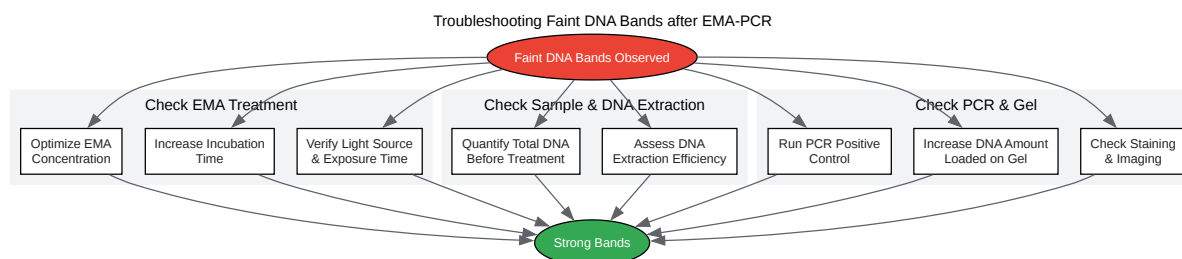 Troubleshooting Faint DNA Bands after EMA-PCR
Faint DNA Bands Observed
Check EMA Treatment
Check Sample & DNA Extraction
Check PCR & Gel
Optimize EMA
Concentration
Increase Incubation
Time
Verify Light Source
& Exposure Time
Quantify Total DNA
Before Treatment
Assess DNA
Extraction Efficiency
Run PCR Positive
Control
Increase DNA Amount
Loaded on Gel
Check Staining
& Imaging
Strong Bands